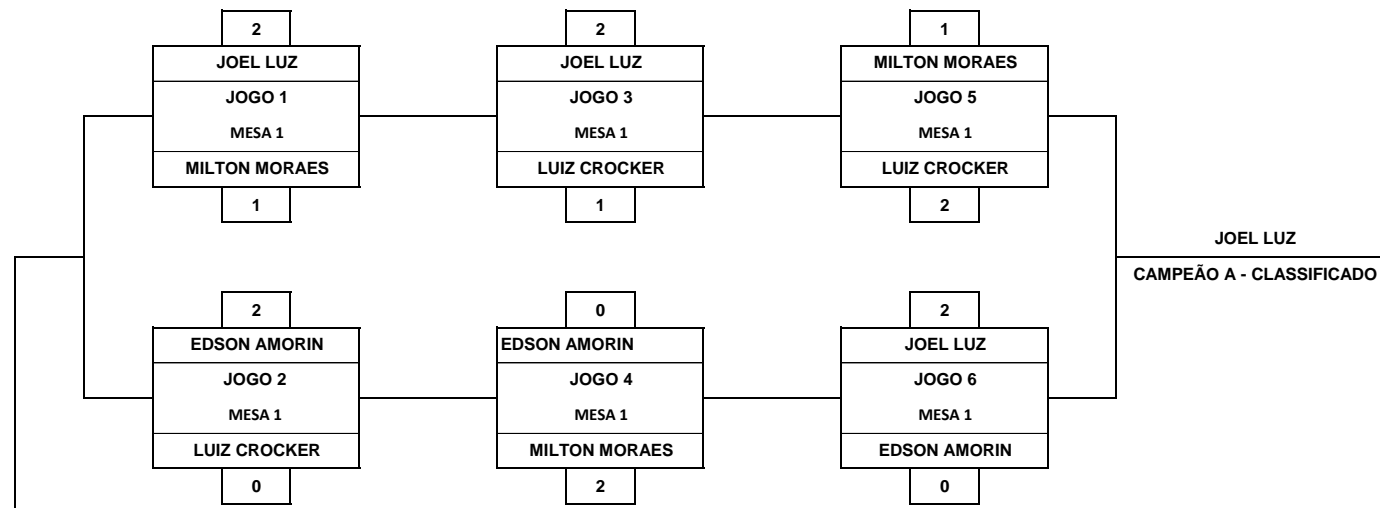 2
JOEL LUZ
JOGO 1
MESA 1
MILTON MORAES
1
2
JOEL LUZ
JOGO 3
MESA 1
LUIZ CROCKER
1
1
MILTON MORAES
JOGO 5
MESA 1
LUIZ CROCKER
2
2
EDSON AMORIN
JOGO 2
MESA 1
LUIZ CROCKER
0
0
EDSON AMORIN
JOGO 4
MESA 1
MILTON MORAES
2
2
JOEL LUZ
JOGO 6
MESA 1
EDSON AMORIN
0
JOEL LUZ
CAMPEÃO A - CLASSIFICADO